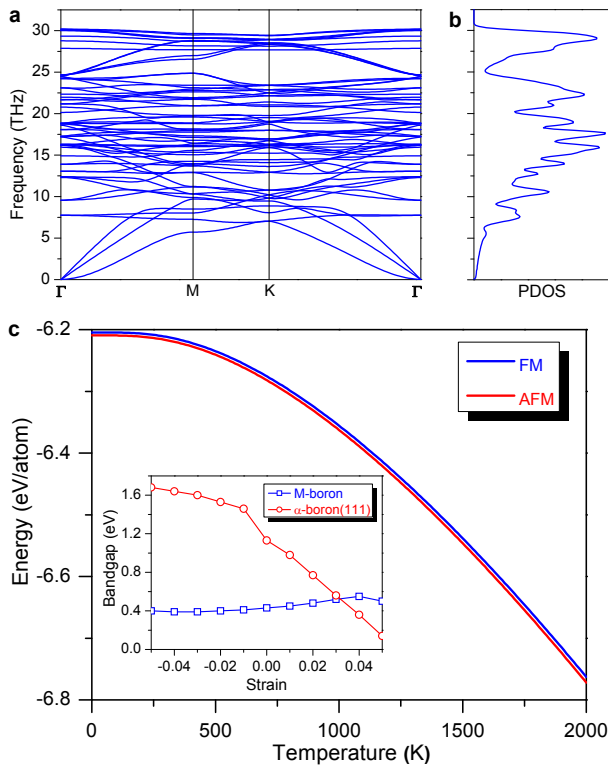 a
b
Frequency (THz)
30
25
20
15
10
5
0
Γ
M
K
Γ
PDOS
c
-6.2
-6.4
-6.6
-6.8
Energy (eV/atom)
FM
AFM
M-boron
α-boron(111)
Bandgap (eV)
1.6
1.2
0.8
0.4
0.0
-0.04
-0.02
0.00
0.02
0.04
Strain
0
500
1000
1500
2000
Temperature (K)